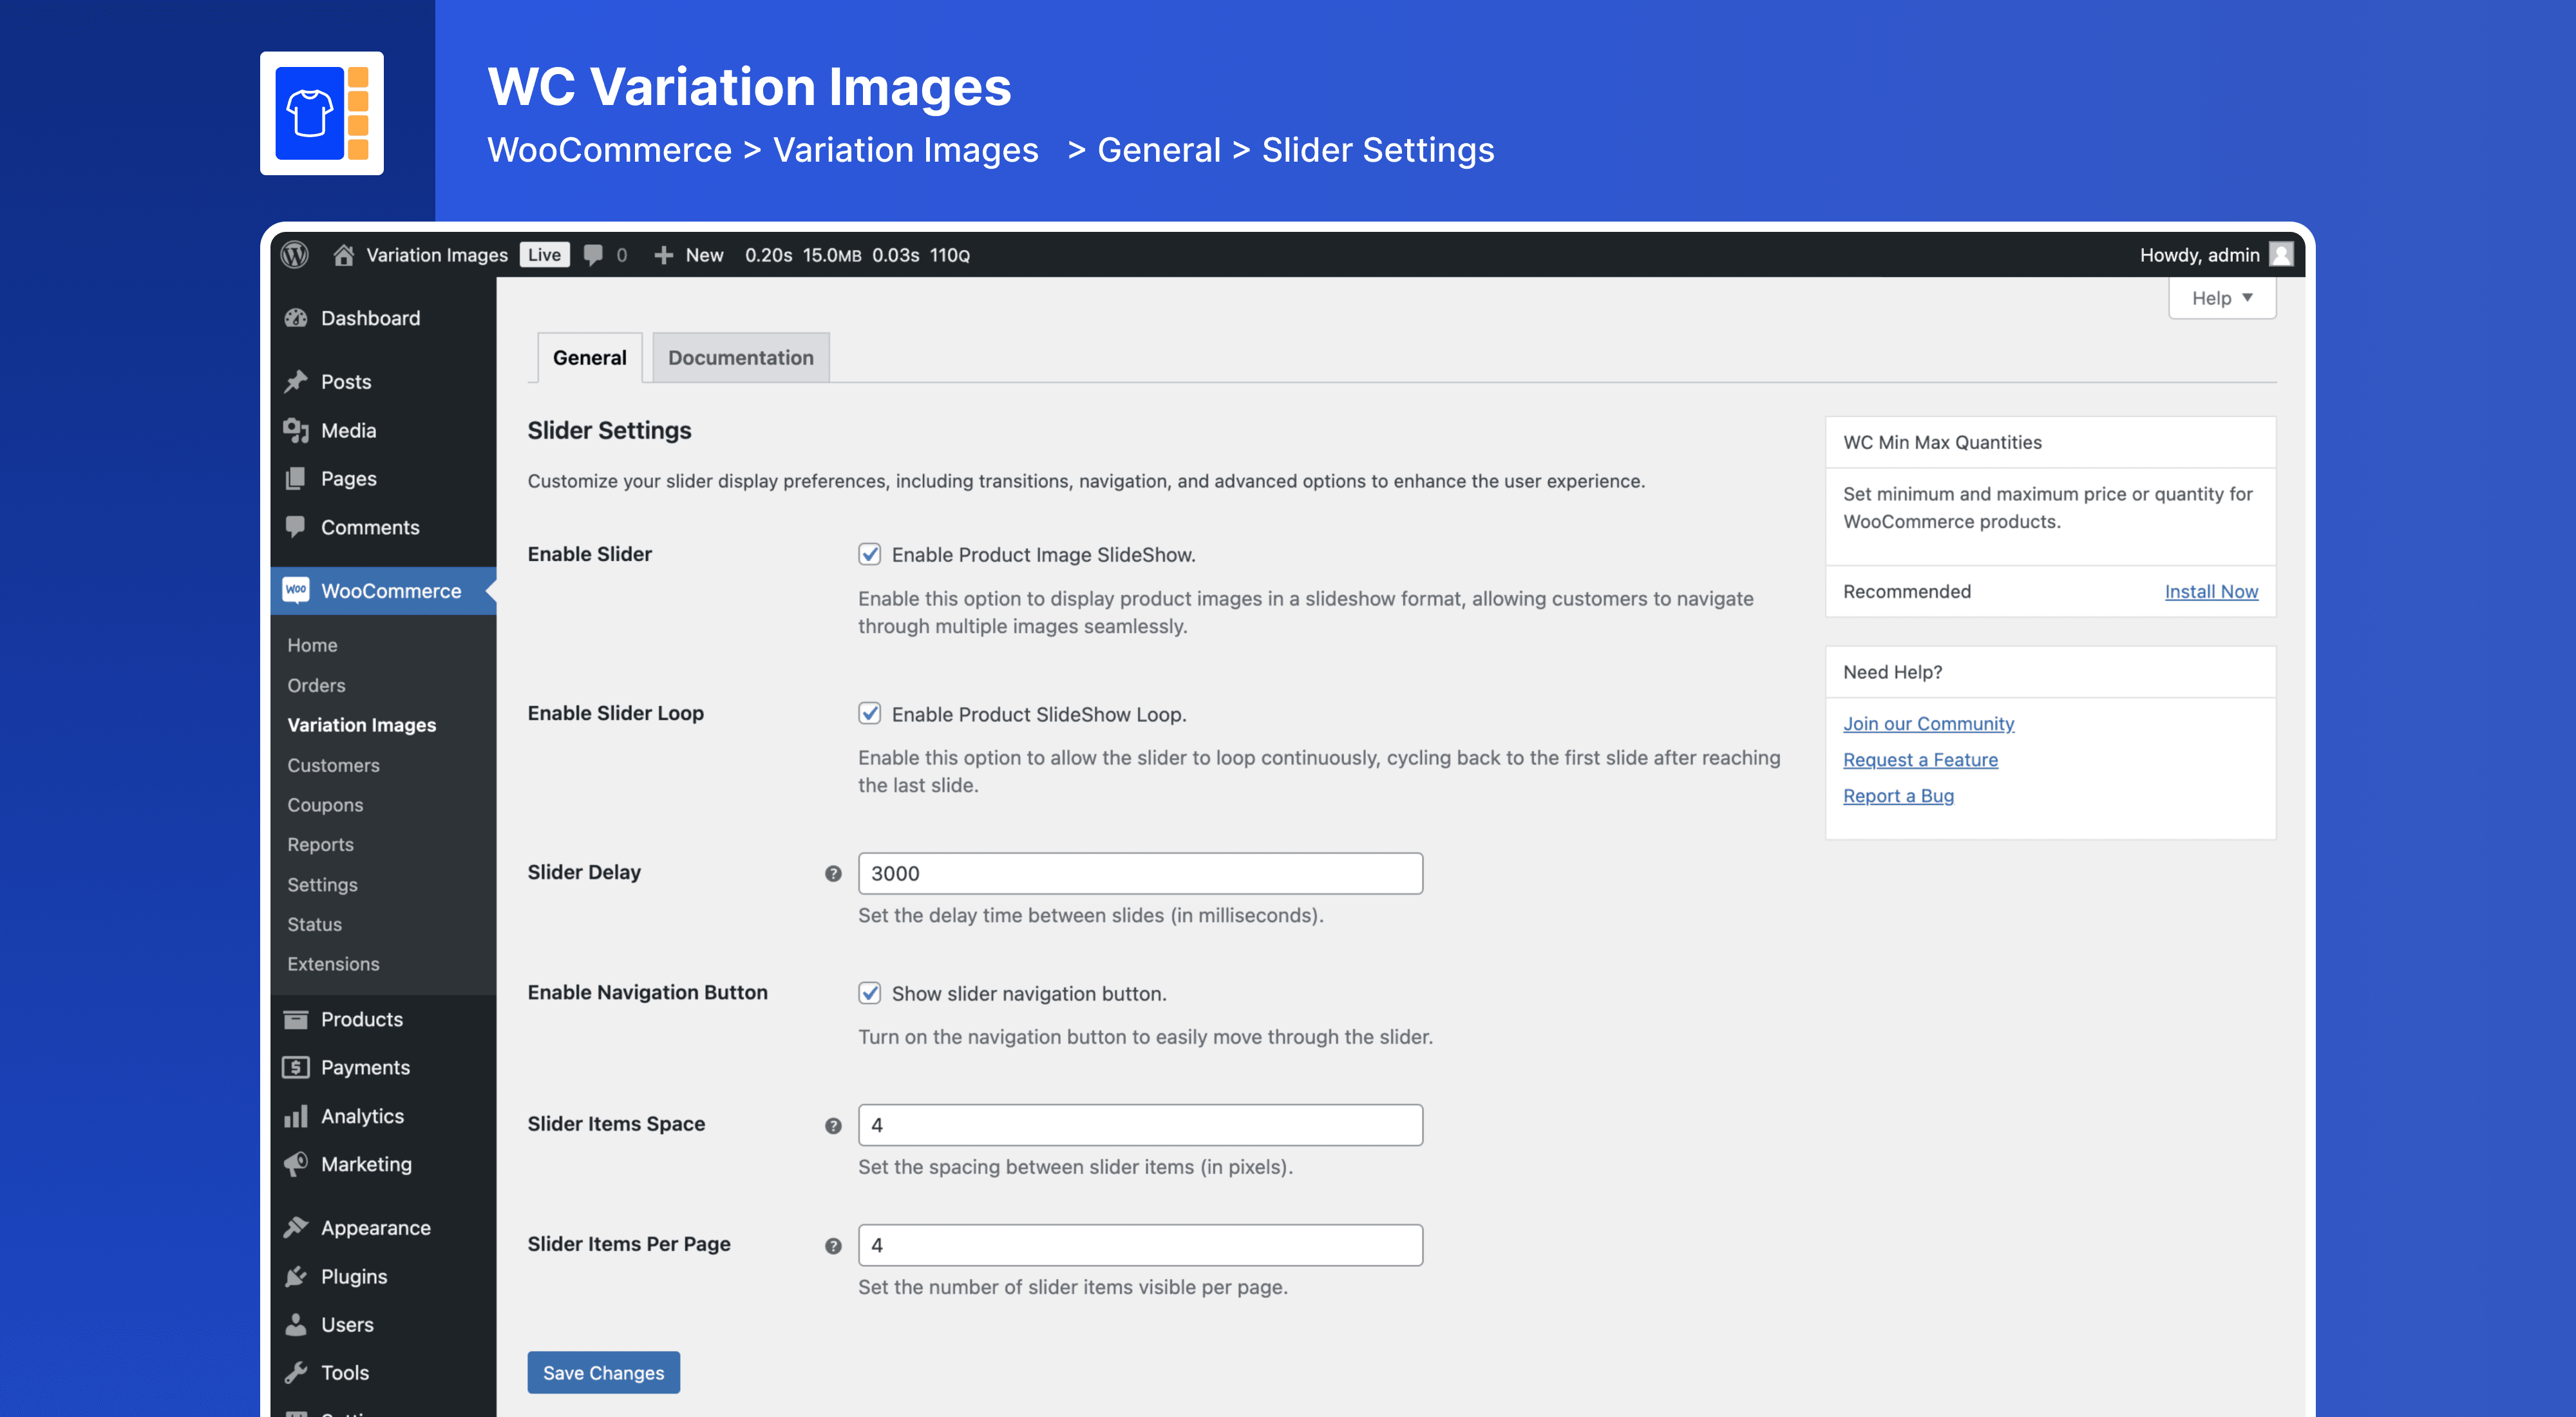 WC Variation Images
WooCommerce > Variation Images > General > Slider Settings
Variation Images Live 0 New 0.20s 15.0MB 0.03s 110Q Howdy, admin
Help
Dashboard
Posts
Media
Pages
Comments
Woo WooCommerce
Home
Orders
Variation Images
Customers
Coupons
Reports
Settings
Status
Extensions
Products
Payments
Analytics
Marketing
Appearance
Plugins
Users
Tools
General Documentation
Slider Settings
Customize your slider display preferences, including transitions, navigation, and advanced options to enhance the user experience.
Enable Slider
Enable Product Image SlideShow.
Enable this option to display product images in a slideshow format, allowing customers to navigate
through multiple images seamlessly.
Enable Slider Loop
Enable Product SlideShow Loop.
Enable this option to allow the slider to loop continuously, cycling back to the first slide after reaching
the last slide.
Slider Delay
? 3000
Set the delay time between slides (in milliseconds).
Enable Navigation Button
Show slider navigation button.
Turn on the navigation button to easily move through the slider.
Slider Items Space
? 4
Set the spacing between slider items (in pixels).
Slider Items Per Page
? 4
Set the number of slider items visible per page.
Save Changes
WC Min Max Quantities
Set minimum and maximum price or quantity for
WooCommerce products.
Recommended Install Now
Need Help?
Join our Community
Request a Feature
Report a Bug